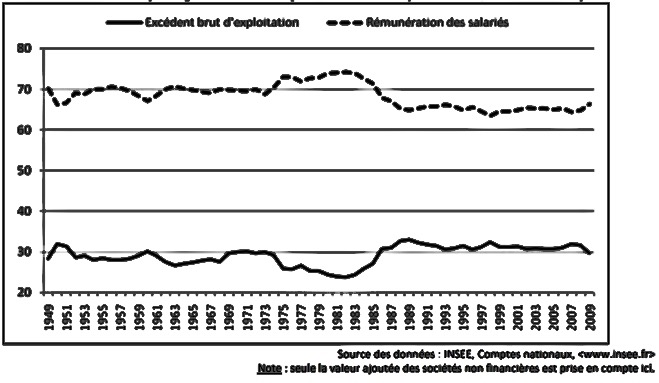 Excédent brut d'exploitation Rémunération des salariés
80
70
60
50
40
30
20
1949 1951 1953 1955 1957 1959 1961 1963 1965 1967 1969 1971 1973 1975 1977 1979 1981 1983 1985 1987 1989 1991 1993 1995 1997 1999 2001 2003 2005 2007 2009
Source des données : INSEE, Comptes nationaux, <www.insee.fr>
Note : seule la valeur ajoutée des sociétés non financières est prise en compte ici.